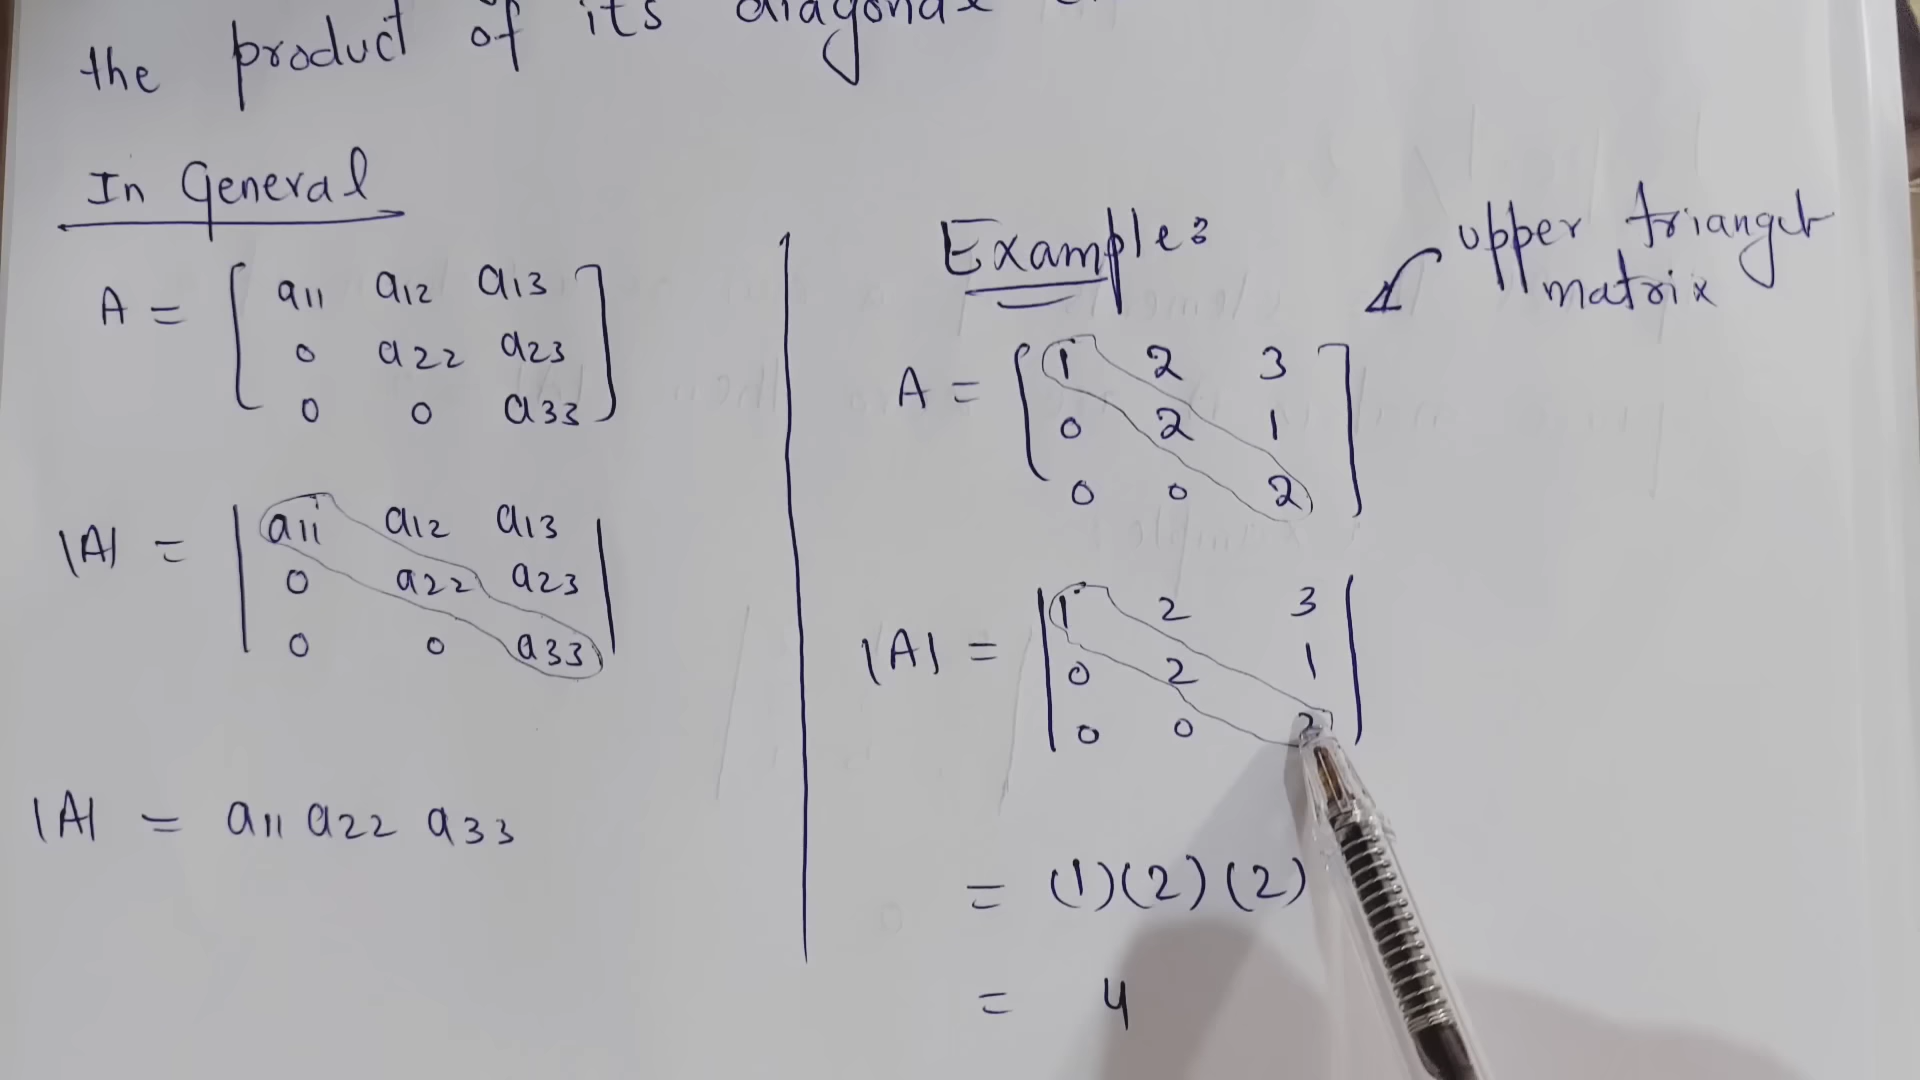 the product of its diagonal
In General
A = [ a11 a12 a13
0 a22 a23
0 0 a33 ]
|A| = | a11 a12 a13
0 a22 a23
0 0 a33 |
|A| = a11 a22 a33
Example:
upper
matrix
A = [ 1 2 3
0 2 1
0 0 2 ]
|A| = | 1 2 3
0 2 1
0 0 2 |
= (1)(2)(2)
= 4